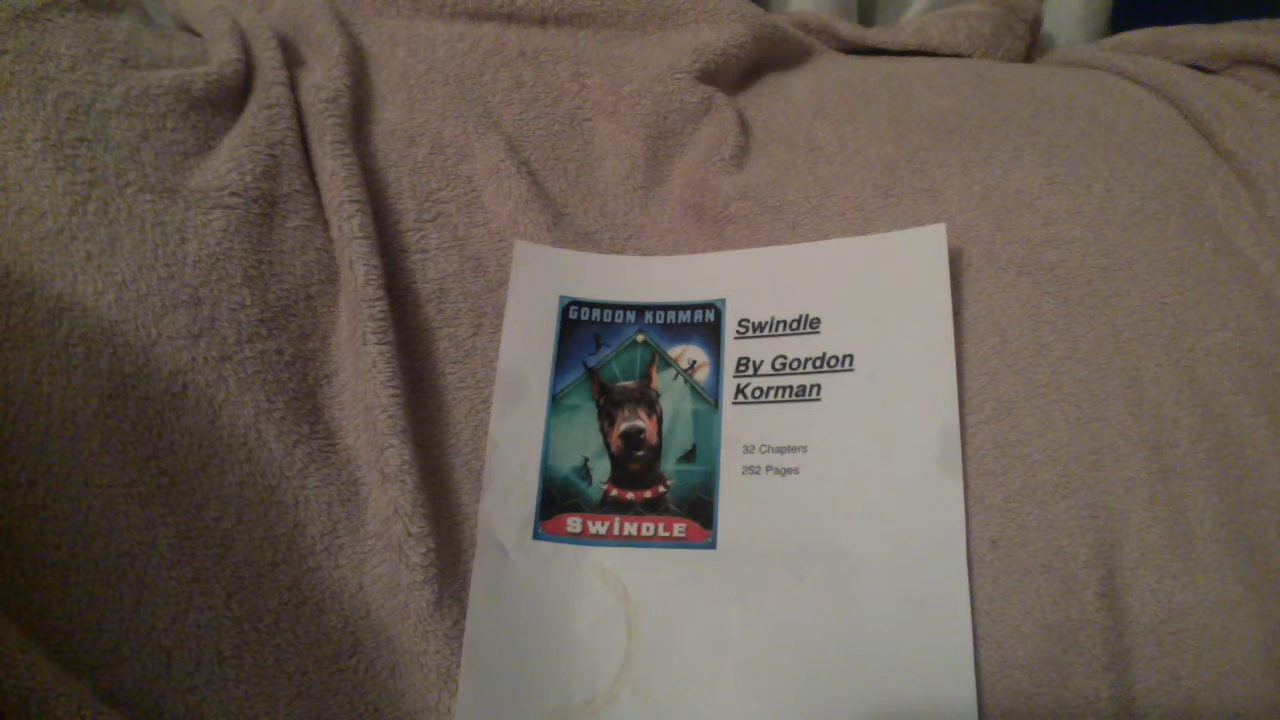 GORDON KORMAN
SWINDLE
Swindle
By Gordon
Korman
32 Chapters
252 Pages